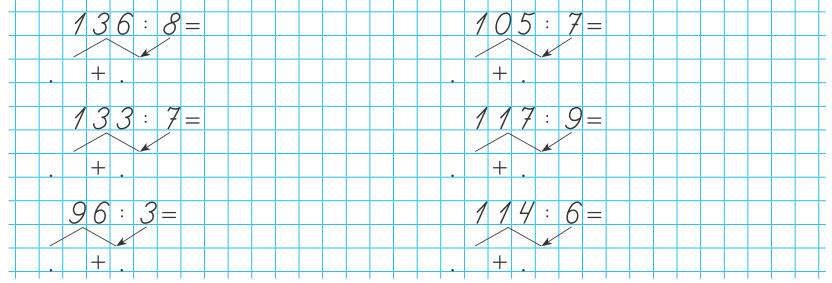 136 : 8 =
105 : 7 =
. + .
. + .
133 : 7 =
117 : 9 =
. + .
. + .
96 : 3 =
114 : 6 =
. + .
. + .